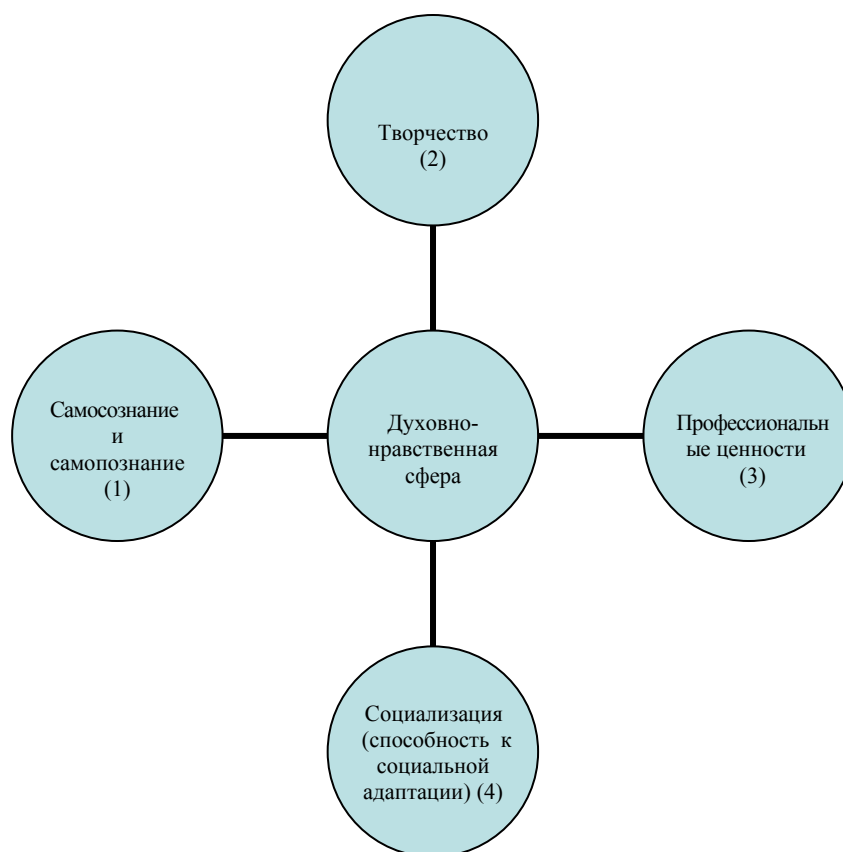 Творчество
(2)
Самосознание
и
самопознание
(1)
Духовно-
нравственная
сфера
Профессиональн
ые ценности
(3)
Социализация
(способность к
социальной
адаптации) (4)